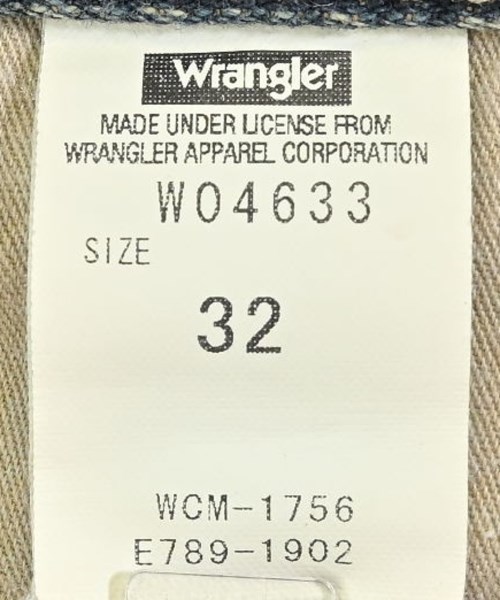 Wrangler
MADE UNDER LICENSE FROM
WRANGLER APPAREL CORPORATION
W04633
SIZE
32
WCM-1756
E789-1902